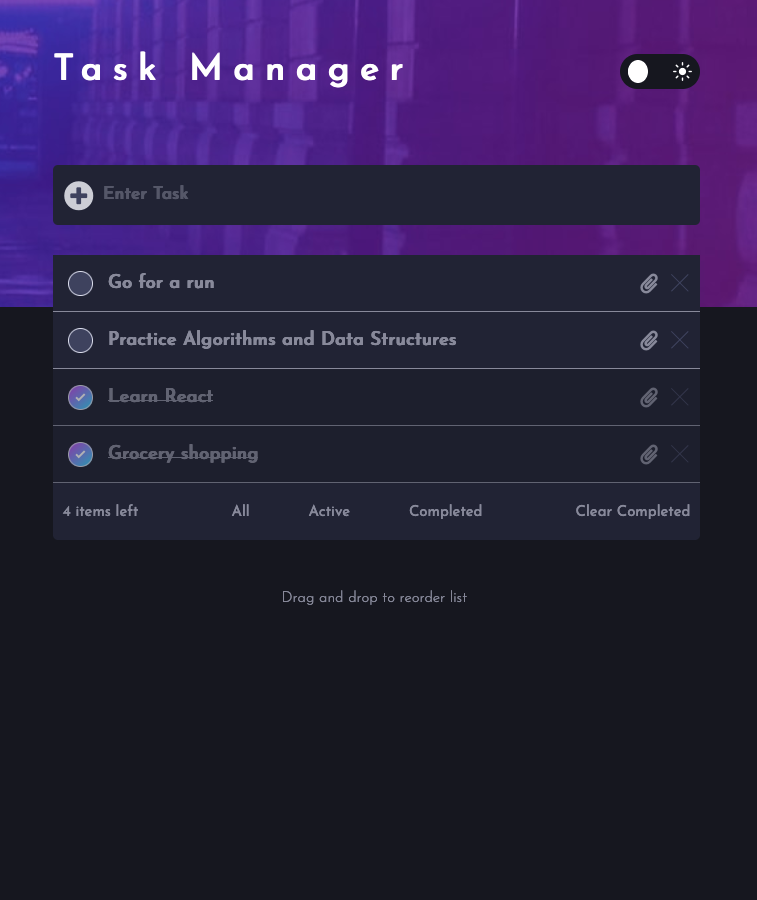 Task Manager
Enter Task
Go for a run
Practice Algorithms and Data Structures
Learn React
Grocery shopping
4 items left All Active Completed Clear Completed
Drag and drop to reorder list